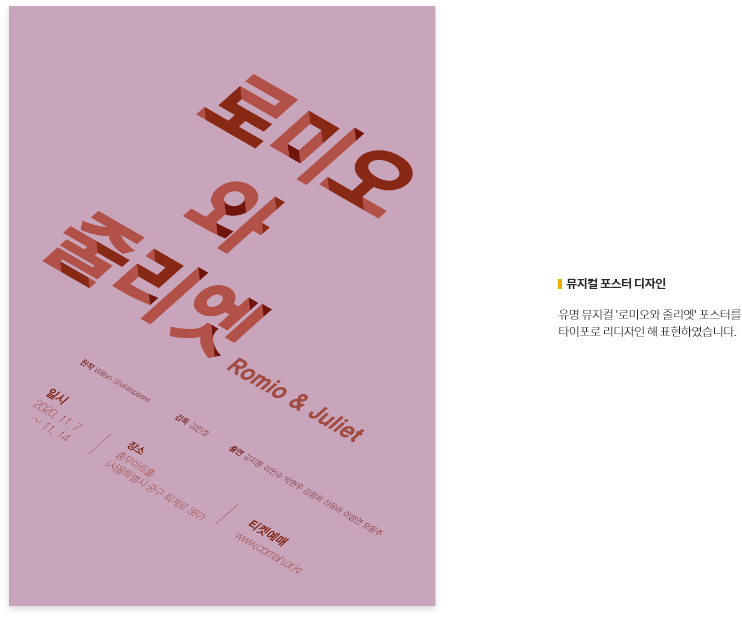 로미오
와
줄리엣
Romio & Juliet
원작 William Shakespeare
감독 김민정
출연
일시
2020. 11. 7
~ 11. 14
장소
충무아트홀
(서울특별시 중구 퇴계로 387)
티켓예매
뮤지컬 포스터 디자인
유명 뮤지컬 '로미오와 줄리엣' 포스터를
타이포로 리디자인 해 표현하였습니다.